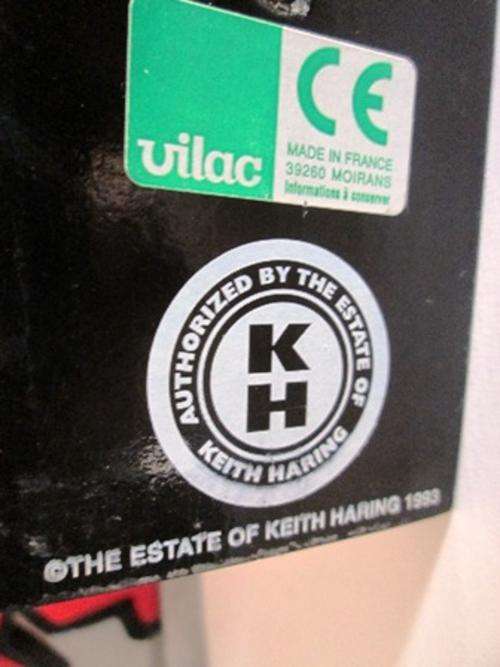 vilac
CE
MADE IN FRANCE
39260 MOIRANS
Informations à conserver
AUTHORIZED BY THE ESTATE OF
KEITH HARING
K
H
©THE ESTATE OF KEITH HARING 1993